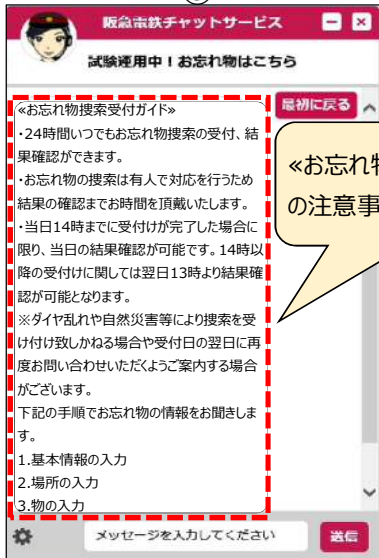 阪急電鉄チャットサービス
試験運用中！お忘れ物はこちら
最初に戻る
≪お忘れ物捜索受付ガイド≫
・24時間いつでもお忘れ物捜索の受付、結
果確認ができます。
・お忘れ物の捜索は有人で対応を行うため
結果の確認までお時間を頂戴いたします。
・当日14時までに受付けが完了した場合に
限り、当日の結果確認が可能です。14時以
降の受付けに関しては翌日13時より結果確
認が可能となります。
※ダイヤ乱れや自然災害等により捜索を受
け付け致しかねる場合や受付日の翌日に再
度お問い合わせいただくようご案内する場合
がございます。
下記の手順でお忘れ物の情報をお聞きしま
す。
1.基本情報の入力
2.場所の入力
3.物の入力
≪お忘れ物
の注意事
メッセージを入力してください
送信